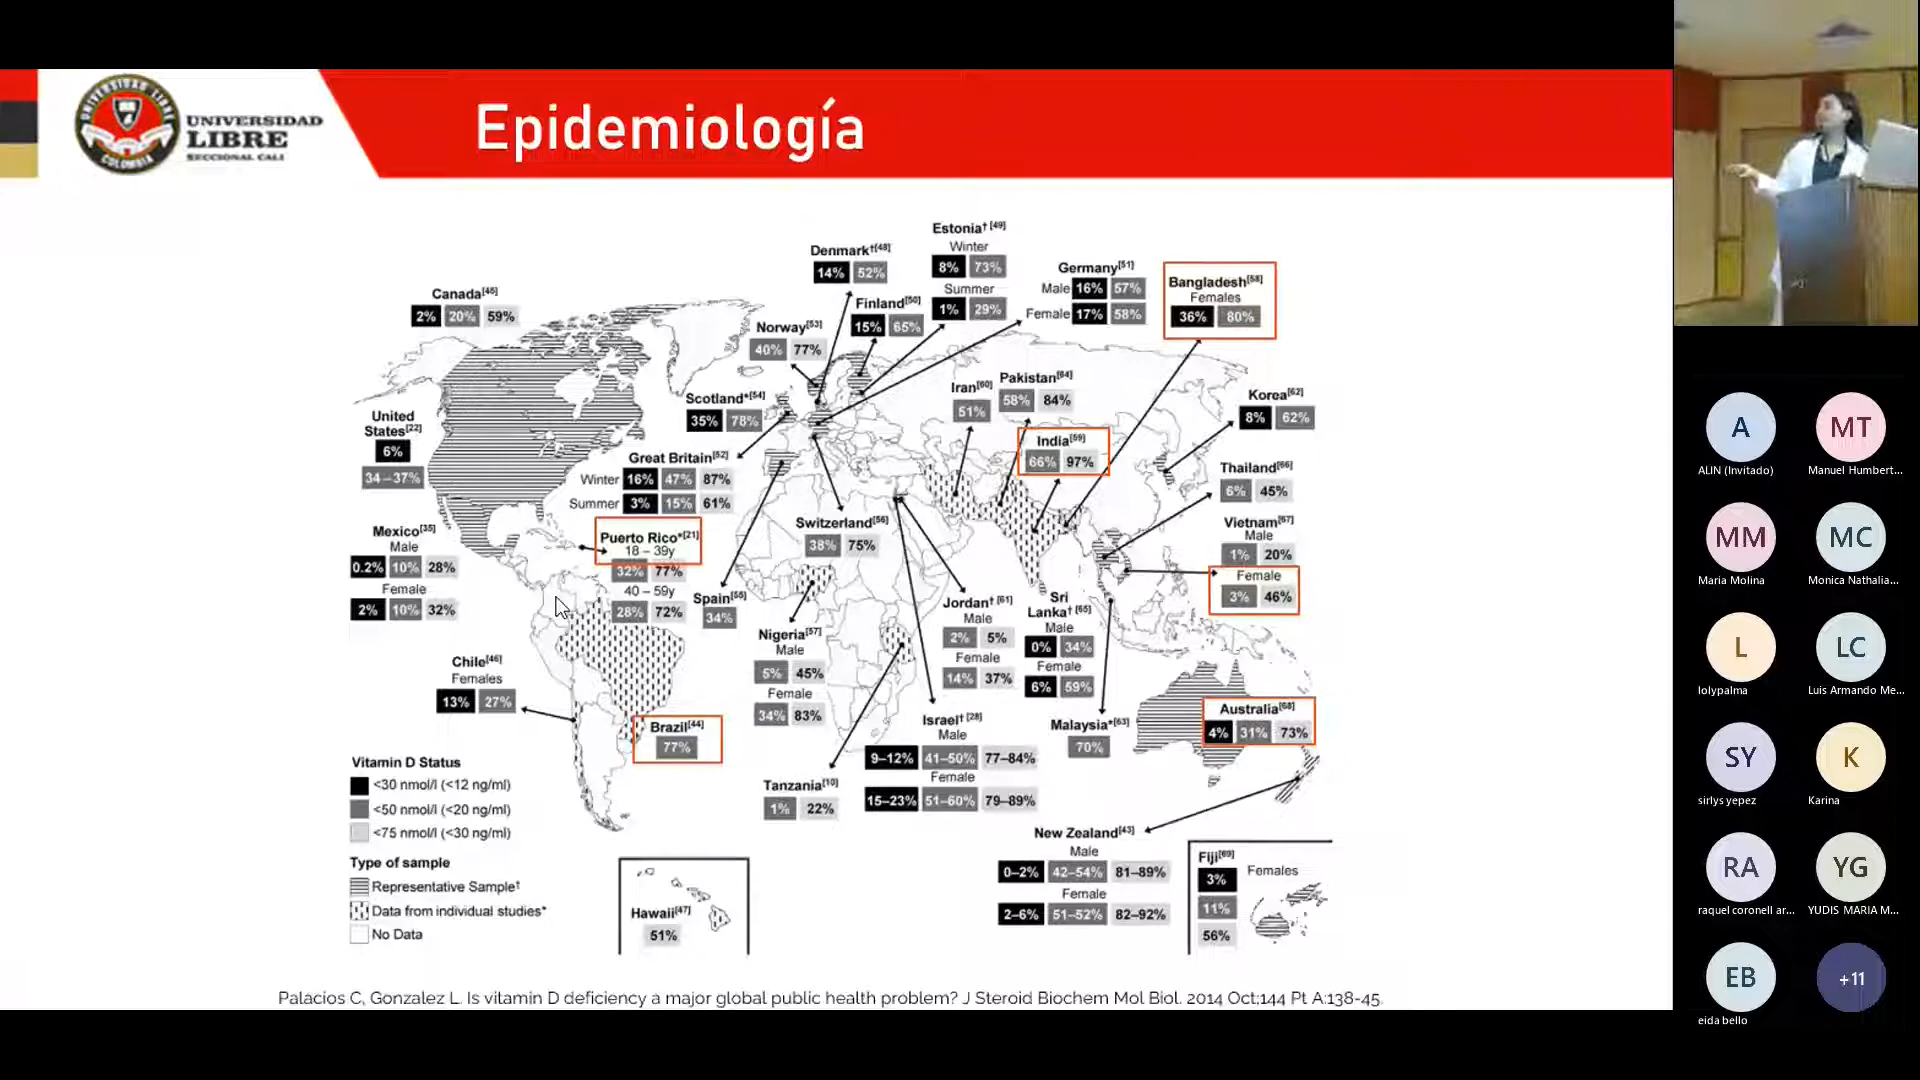 UNIVERSIDAD LIBRE
COLOMBIA
UNIVERSIDAD
LIBRE
SECCIONAL CALI
Epidemiología
Canada[45]
2% 20% 59%
United
States[22]
6%
34–37%
Mexico[35]
Male
0.2% 10% 28%
Female
2% 10% 32%
Chile[46]
Females
13% 27%
Puerto Rico*[21]
18 – 39y
32% 77%
40 – 59y
28% 72%
Brazil[44]
77%
Denmark†[48]
14% 52%
Estonia†[49]
Winter
8% 73%
Summer
1% 29%
Finland[50]
15% 65%
Norway[53]
40% 77%
Germany[51]
Male 16% 57%
Female 17% 58%
Bangladesh[58]
Females
36% 80%
Scotland*[54]
35% 78%
Great Britain[52]
Winter 16% 47% 87%
Summer 3% 15% 61%
Iran[60]
51%
Pakistan[64]
58% 84%
India[59]
66% 97%
Korea[62]
8% 62%
Thailand[66]
6% 45%
Vietnam[67]
Male
1% 20%
Female
3% 46%
Switzerland[56]
38% 75%
Spain[55]
34%
Nigeria[57]
Male
5% 45%
Female
34% 83%
Jordan†[61]
Male
2% 5%
Female
14% 37%
Sri
Lanka†[65]
Male
0% 34%
Female
6% 59%
Israel†[28]
Male
9–12% 41–50% 77–84%
Female
15–23% 51–60% 79–89%
Malaysia*[63]
70%
Australia[68]
4% 31% 73%
Tanzania[10]
1% 22%
New Zealand[43]
Male
0–2% 42–54% 81–89%
Female
2–6% 51–52% 82–92%
Fiji[69]
Females
3%
11%
56%
Hawaii[47]
51%
Vitamin D Status
<30 nmol/l (<12 ng/ml)
<50 nmol/l (<20 ng/ml)
<75 nmol/l (<30 ng/ml)
Type of sample
Representative Sample†
Data from individual studies*
No Data
Palacios C, Gonzalez L. Is vitamin D deficiency a major global public health problem? J Steroid Biochem Mol Biol. 2014 Oct;144 Pt A:138-45.
A
ALIN (Invitado)
MT
Manuel Humbert...
MM
Maria Molina
MC
Monica Nathalia...
L
lolypalma
LC
Luis Armando Me...
SY
sirlys yepez
K
Karina
RA
raquel coronell ar...
YG
YUDIS MARIA M...
EB
eida bello
+11